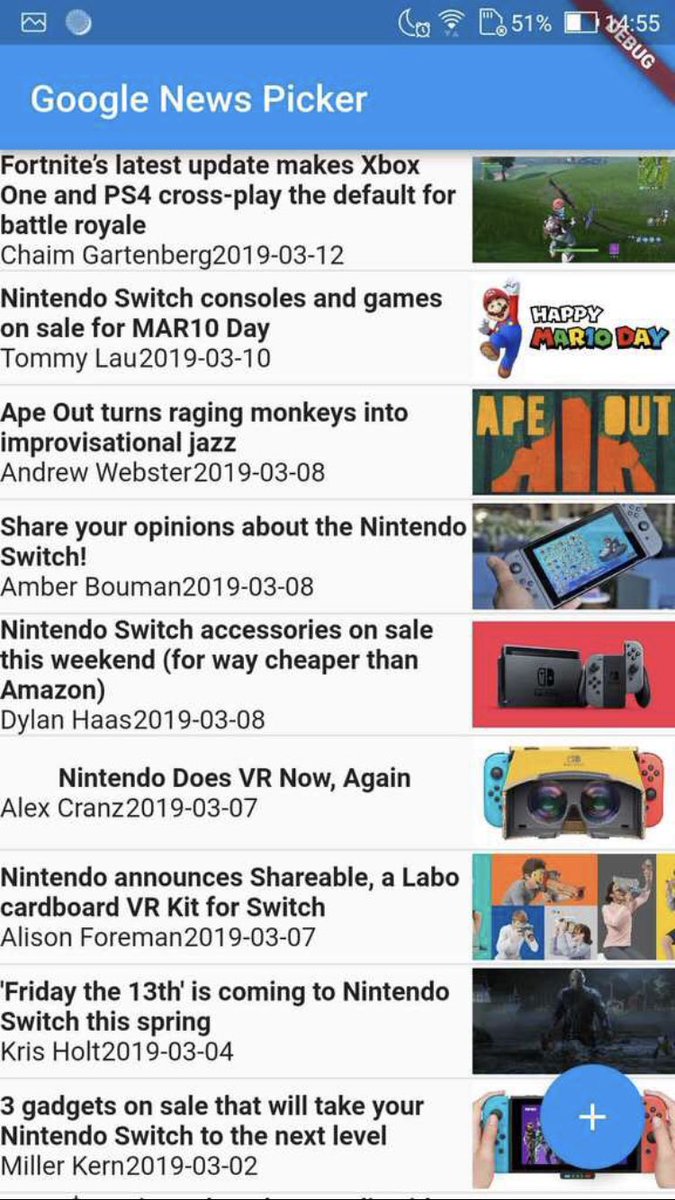 51%
14:55
DEBUG
Google News Picker
Fortnite’s latest update makes Xbox
One and PS4 cross-play the default for
battle royale
Chaim Gartenberg2019-03-12
Nintendo Switch consoles and games
on sale for MAR10 Day
Tommy Lau2019-03-10
HAPPY
MAR10 DAY
Ape Out turns raging monkeys into
improvisational jazz
Andrew Webster2019-03-08
APE OUT
Share your opinions about the Nintendo
Switch!
Amber Bouman2019-03-08
Nintendo Switch accessories on sale
this weekend (for way cheaper than
Amazon)
Dylan Haas2019-03-08
Nintendo Does VR Now, Again
Alex Cranz2019-03-07
Nintendo announces Shareable, a Labo
cardboard VR Kit for Switch
Alison Foreman2019-03-07
'Friday the 13th' is coming to Nintendo
Switch this spring
Kris Holt2019-03-04
3 gadgets on sale that will take your
Nintendo Switch to the next level
Miller Kern2019-03-02
+